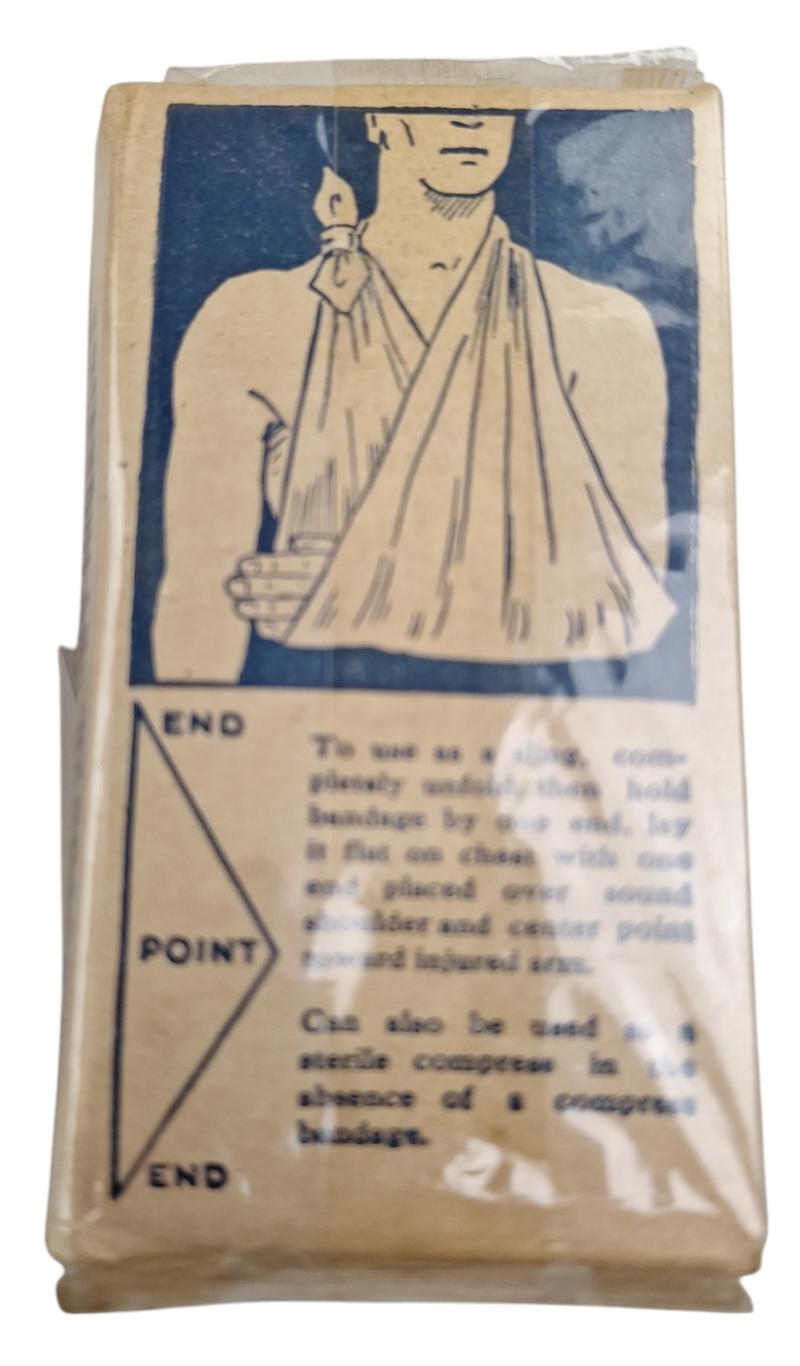 END
POINT
END
To use as a sling, com-
pletely unfold, then hold
bandage by one end, lay
it flat on chest with one
end placed over sound
shoulder and center point
toward injured arm.
Can also be used as a
sterile compress in the
absence of a compress
bandage.